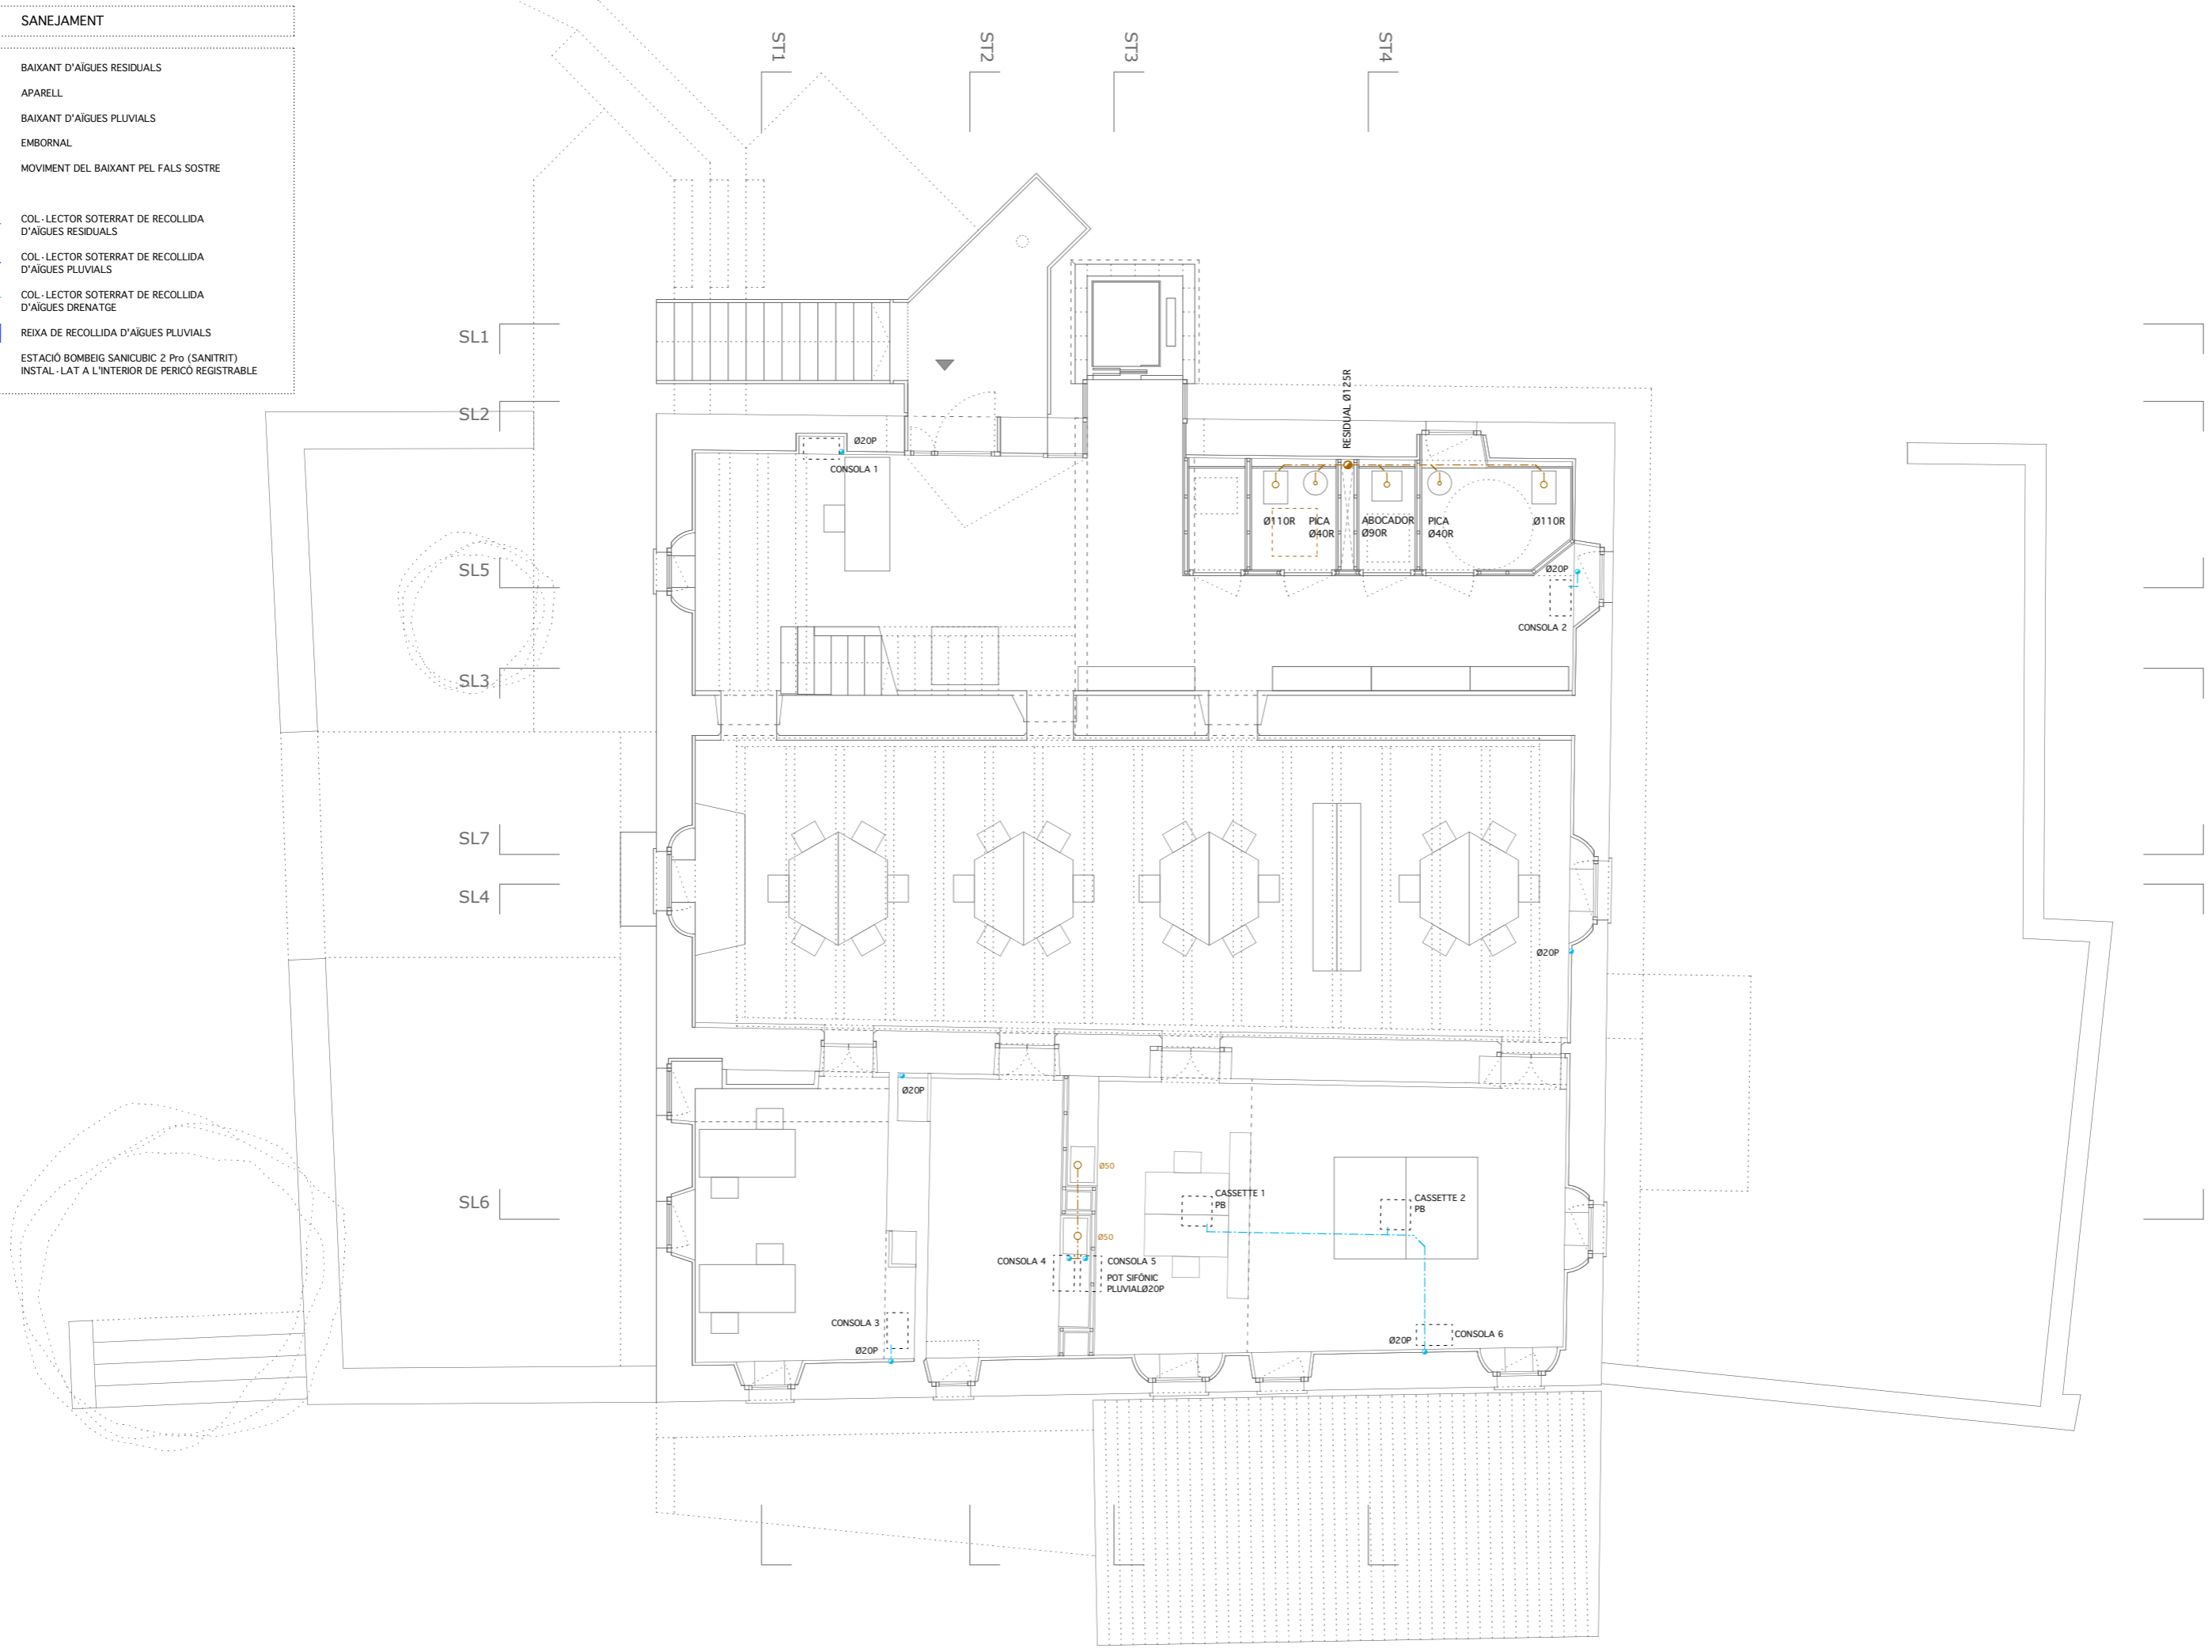 SANEJAMENT
BAIXANT D'AÏGUES RESIDUALS
APARELL
BAIXANT D'AÏGUES PLUVIALS
EMBORNAL
MOVIMENT DEL BAIXANT PEL FALS SOSTRE
COL·LECTOR SOTERRAT DE RECOLLIDA
D'AÏGUES RESIDUALS
COL·LECTOR SOTERRAT DE RECOLLIDA
D'AÏGUES PLUVIALS
COL·LECTOR SOTERRAT DE RECOLLIDA
D'AÏGUES DRENATGE
REIXA DE RECOLLIDA D'AÏGUES PLUVIALS
ESTACIÓ BOMBEIG SANICUBIC 2 Pro (SANITRIT)
INSTAL·LAT A L'INTERIOR DE PERICÓ REGISTRABLE
ST1
ST2
ST3
ST4
SL1
SL2
SL5
SL3
SL7
SL4
SL6
RESIDUAL Ø125R
Ø20P
CONSOLA 1
Ø110R
PICA
Ø40R
ABOCADOR
Ø90R
PICA
Ø40R
Ø110R
Ø20P
CONSOLA 2
Ø20P
Ø20P
Ø50
Ø50
CASSETTE 1
PB
CASSETTE 2
PB
CONSOLA 4
CONSOLA 5
POT SIFÒNIC
PLUVIALØ20P
CONSOLA 3
Ø20P
Ø20P
CONSOLA 6